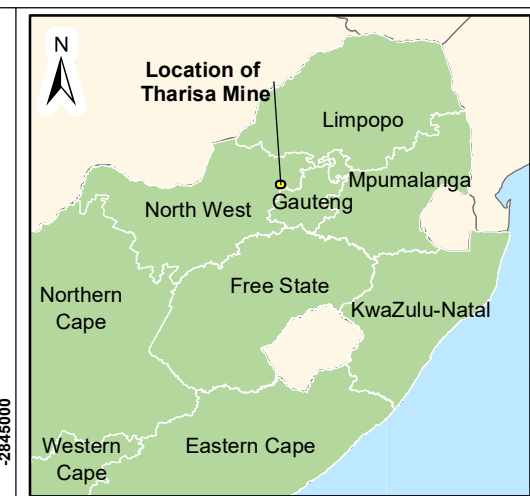 N
Location of
Tharisa Mine
Limpopo
Mpumalanga
Gauteng
North West
Free State
KwaZulu-Natal
Northern
Cape
Western
Cape
Eastern Cape
-2845000